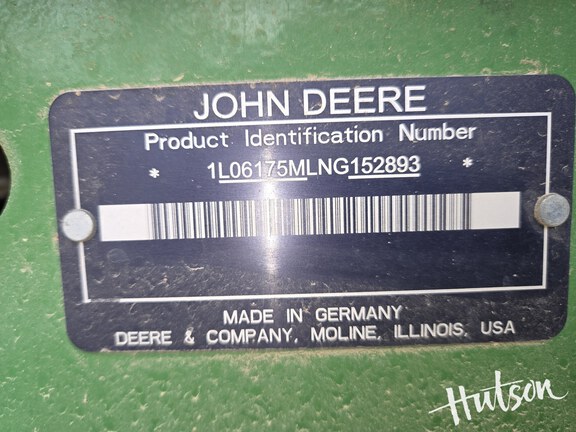 JOHN DEERE
Product Identification Number
* 1L06175MLNG152893 *
MADE IN GERMANY
DEERE & COMPANY, MOLINE, ILLINOIS, USA
Hutson